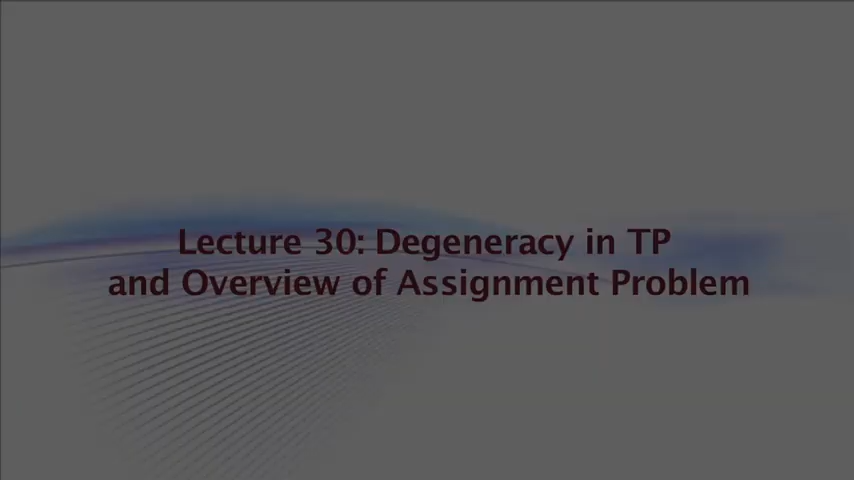 Lecture 30: Degeneracy in TP
and Overview of Assignment Problem